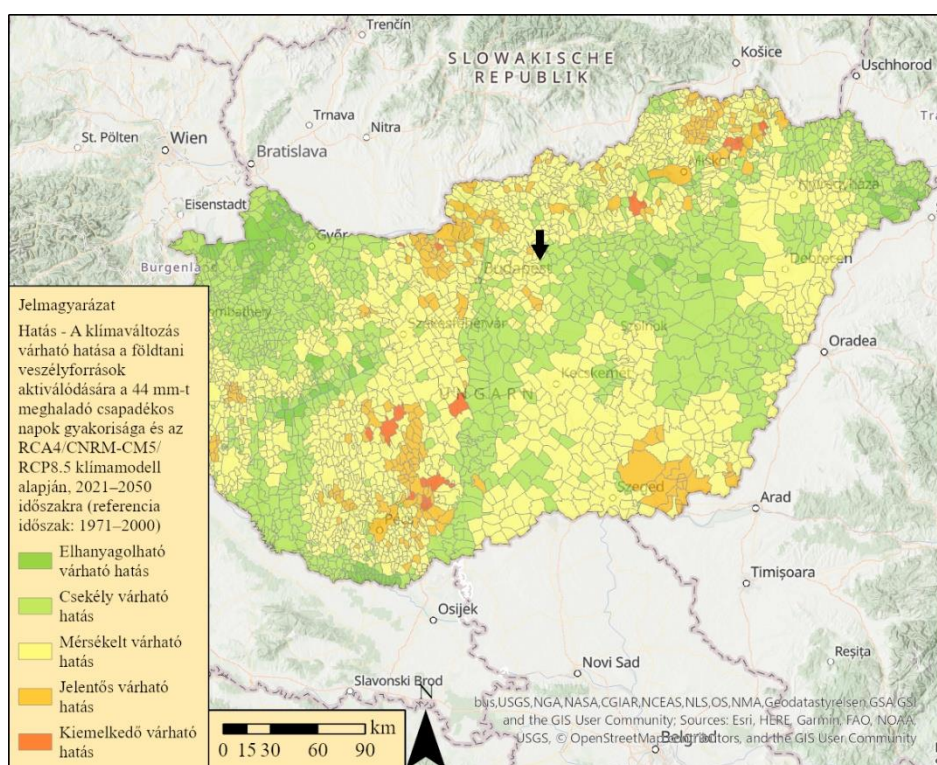 Trenčín
SLOWAKISCHE
REPUBLIK
Košice
Uschhorod
Trnava
Nitra
St. Pölten
Wien
Bratislava
Eisenstadt
Győr
Burgenland
Budapest
Debrecen
Székesfehérvár
Szolnok
Oradea
Kecskemét
UNGARN
Szeged
Arad
Pécs
Timișoara
Osijek
Novi Sad
Reșița
Slavonski Brod
Belgrad
Jelmagyarázat
Hatás - A klímaváltozás
várható hatása a földtani
veszélyforrások
aktiválódására a 44 mm-t
meghaladó csapadékos
napok gyakorisága és az
RCA4/CNRM-CM5/
RCP8.5 klímamodell
alapján, 2021–2050
időszakra (referencia
időszak: 1971–2000)
Elhanyagolható
várható hatás
Csekély várható
hatás
Mérsékelt várható
hatás
Jelentős várható
hatás
Kiemelkedő várható
hatás
N
km
0 15 30 60 90
bus,USGS,NGA,NASA,CGIAR,NCEAS,NLS,OS,NMA,Geodatastyrelsen,GSA,GSI
and the GIS User Community; Sources: Esri, HERE, Garmin, FAO, NOAA,
USGS, © OpenStreetMap contributors, and the GIS User Community